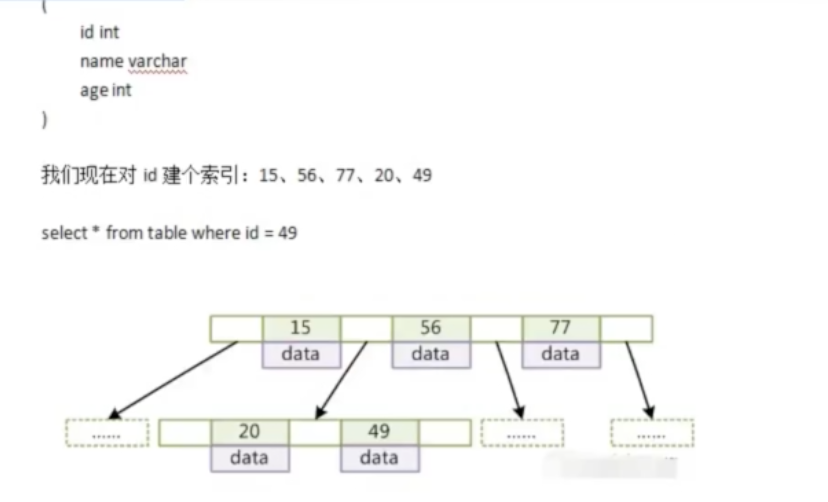 (
id int
name varchar
age int
)
我们现在对 id 建个索引：15、56、77、20、49
select * from table where id = 49
15 56 77
data data data
...... 20 49 ...... ......
data data